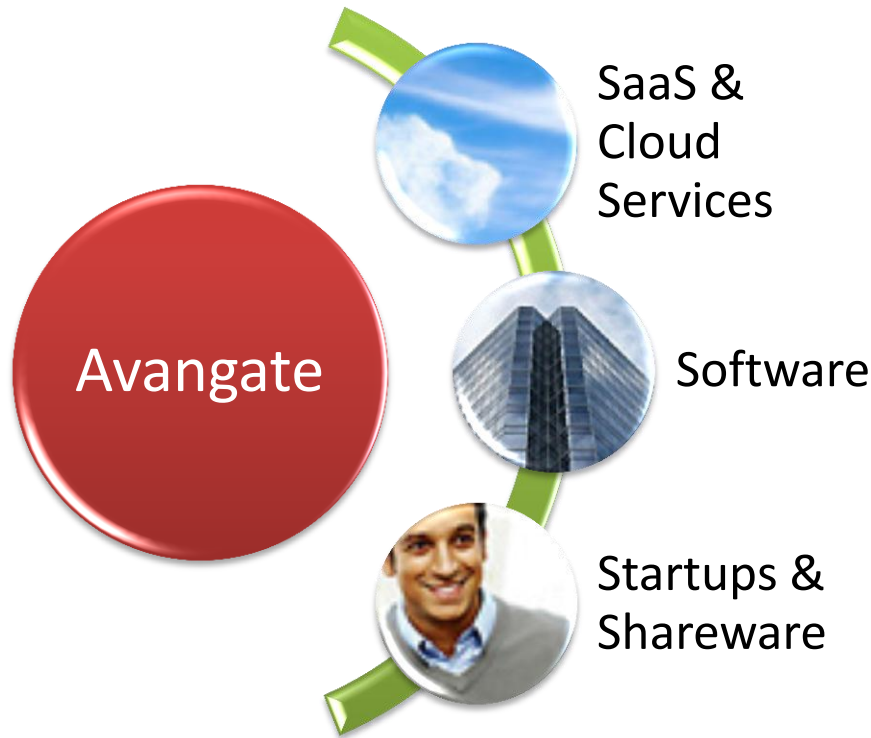 Avangate
SaaS &
Cloud
Services
Software
Startups &
Shareware